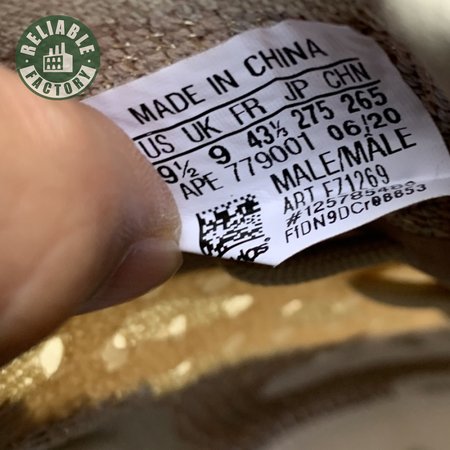 RELIABLE
FACTORY
MADE IN CHINA
US UK FR JP CHN
9½ 9 43⅓ 275 265
APE 779001 06/20
MALE/MÂLE
ART F71269